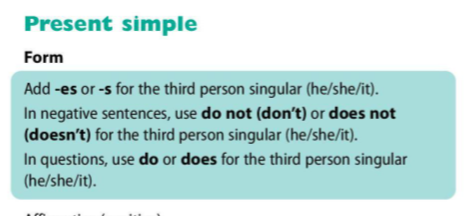 Present simple
Form
Add -es or -s for the third person singular (he/she/it).
In negative sentences, use do not (don't) or does not
(doesn't) for the third person singular (he/she/it).
In questions, use do or does for the third person singular
(he/she/it).